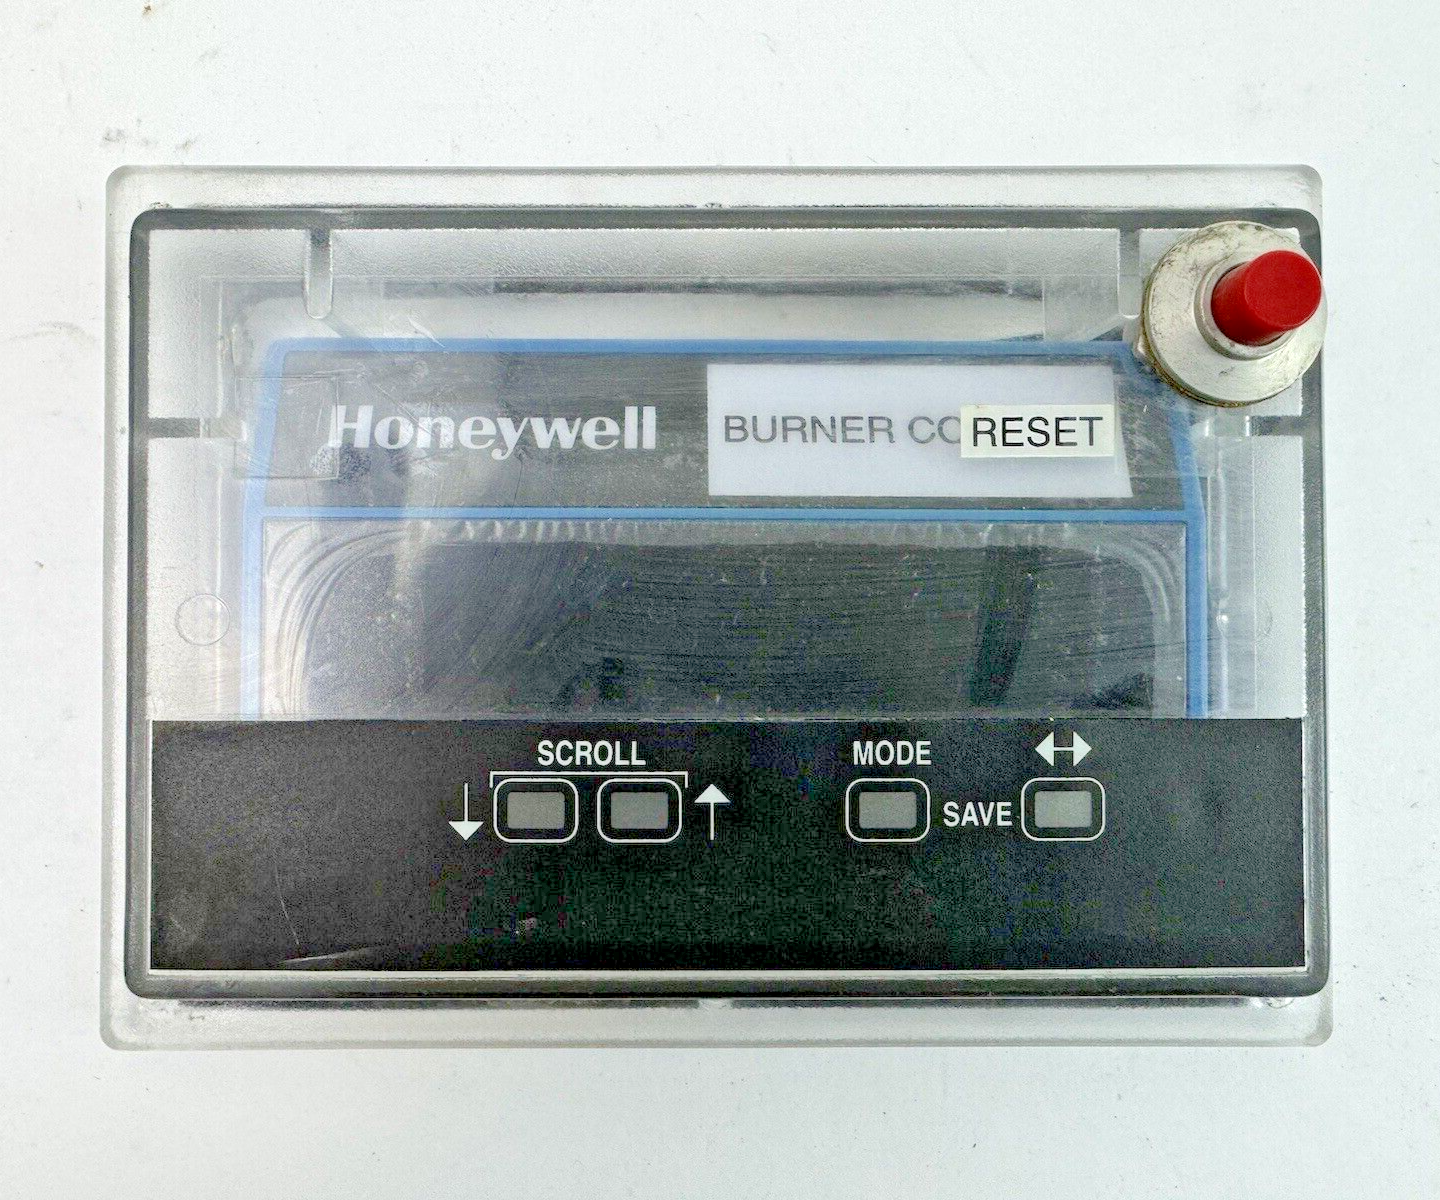 Honeywell
BURNER CO
RESET
SCROLL
MODE
SAVE